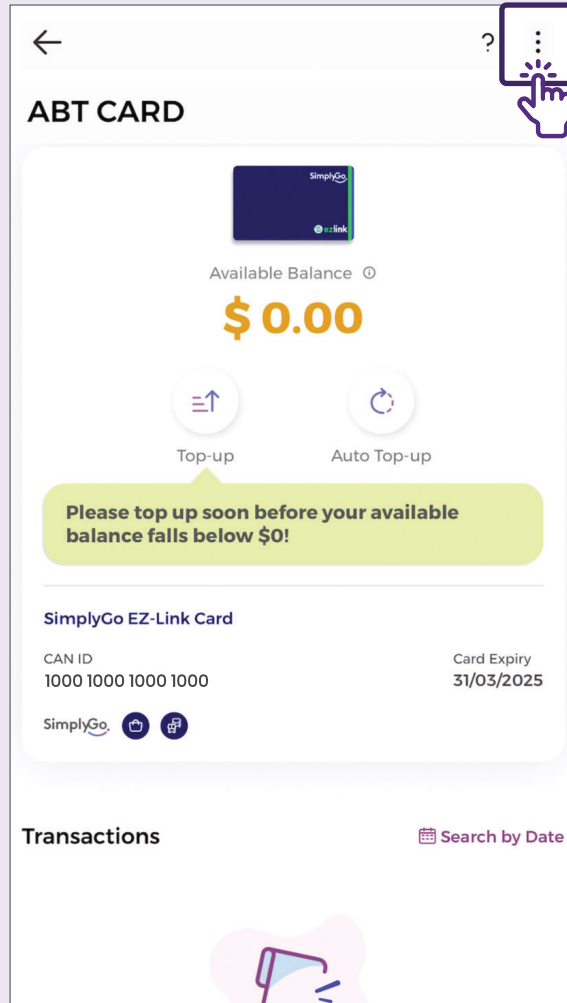 ?
ABT CARD
SimplyGo
ezlink
Available Balance
$ 0.00
Top-up
Auto Top-up
Please top up soon before your available
balance falls below $0!
SimplyGo EZ-Link Card
CAN ID
Card Expiry
1000 1000 1000 1000
31/03/2025
SimplyGo.
Transactions
Search by Date